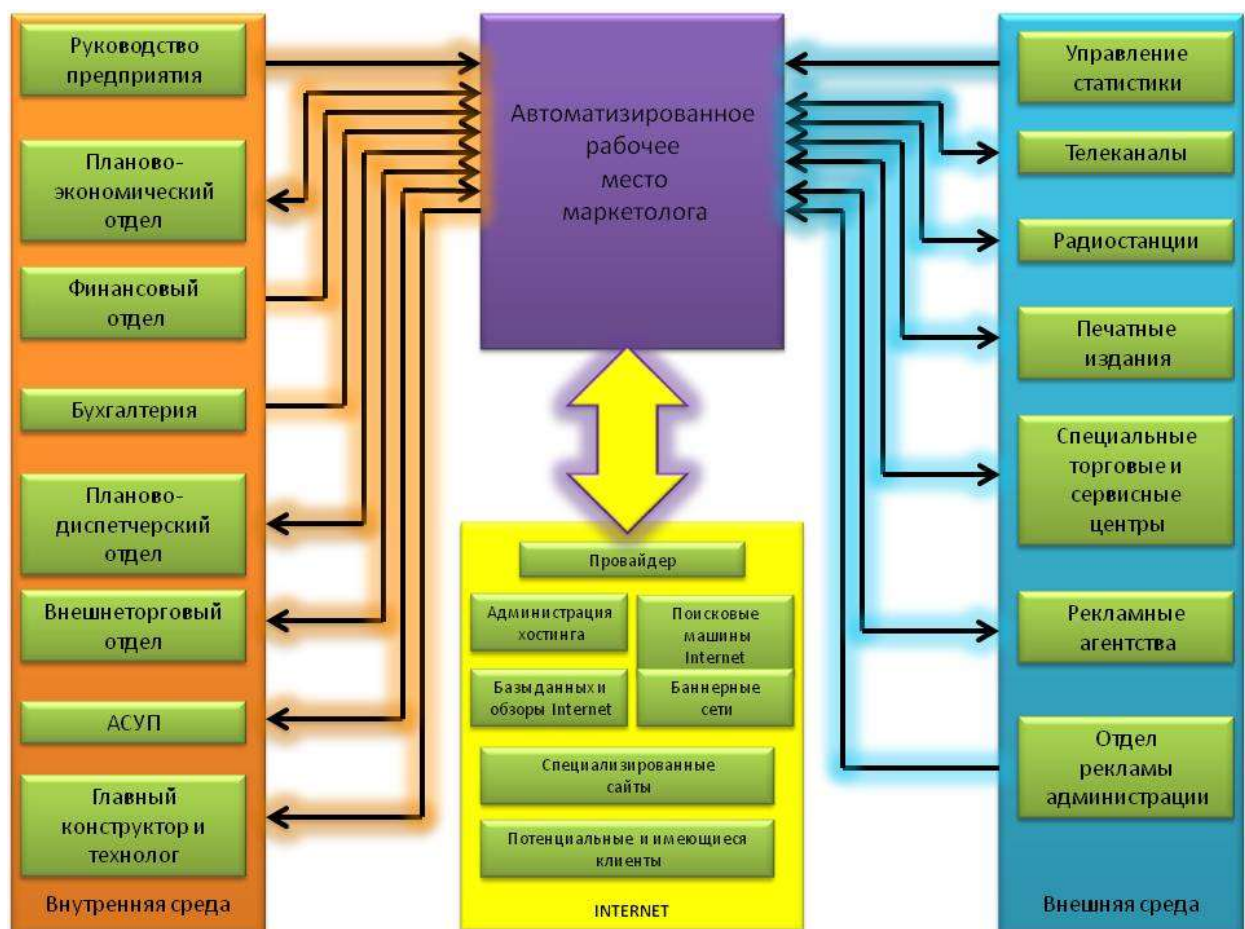 Руководство
предприятия
Планово-
экономический
отдел
Финансовый
отдел
Бухгалтерия
Планово-
диспетчерский
отдел
Внешнеторговый
отдел
АСУП
Главный
конструктор и
технолог
Внутренняя среда
Автоматизированное
рабочее
место
маркетолога
Провайдер
Администрация
хостинга
Поисковые
машины
Internet
Базы данных и
обзоры Internet
Баннерные
сети
Специализированные
сайты
Потенциальные и имеющиеся
клиенты
INTERNET
Управление
статистики
Телеканалы
Радиостанции
Печатные
издания
Специальные
торговые и
сервисные
центры
Рекламные
агентства
Отдел
рекламы
администрации
Внешняя среда